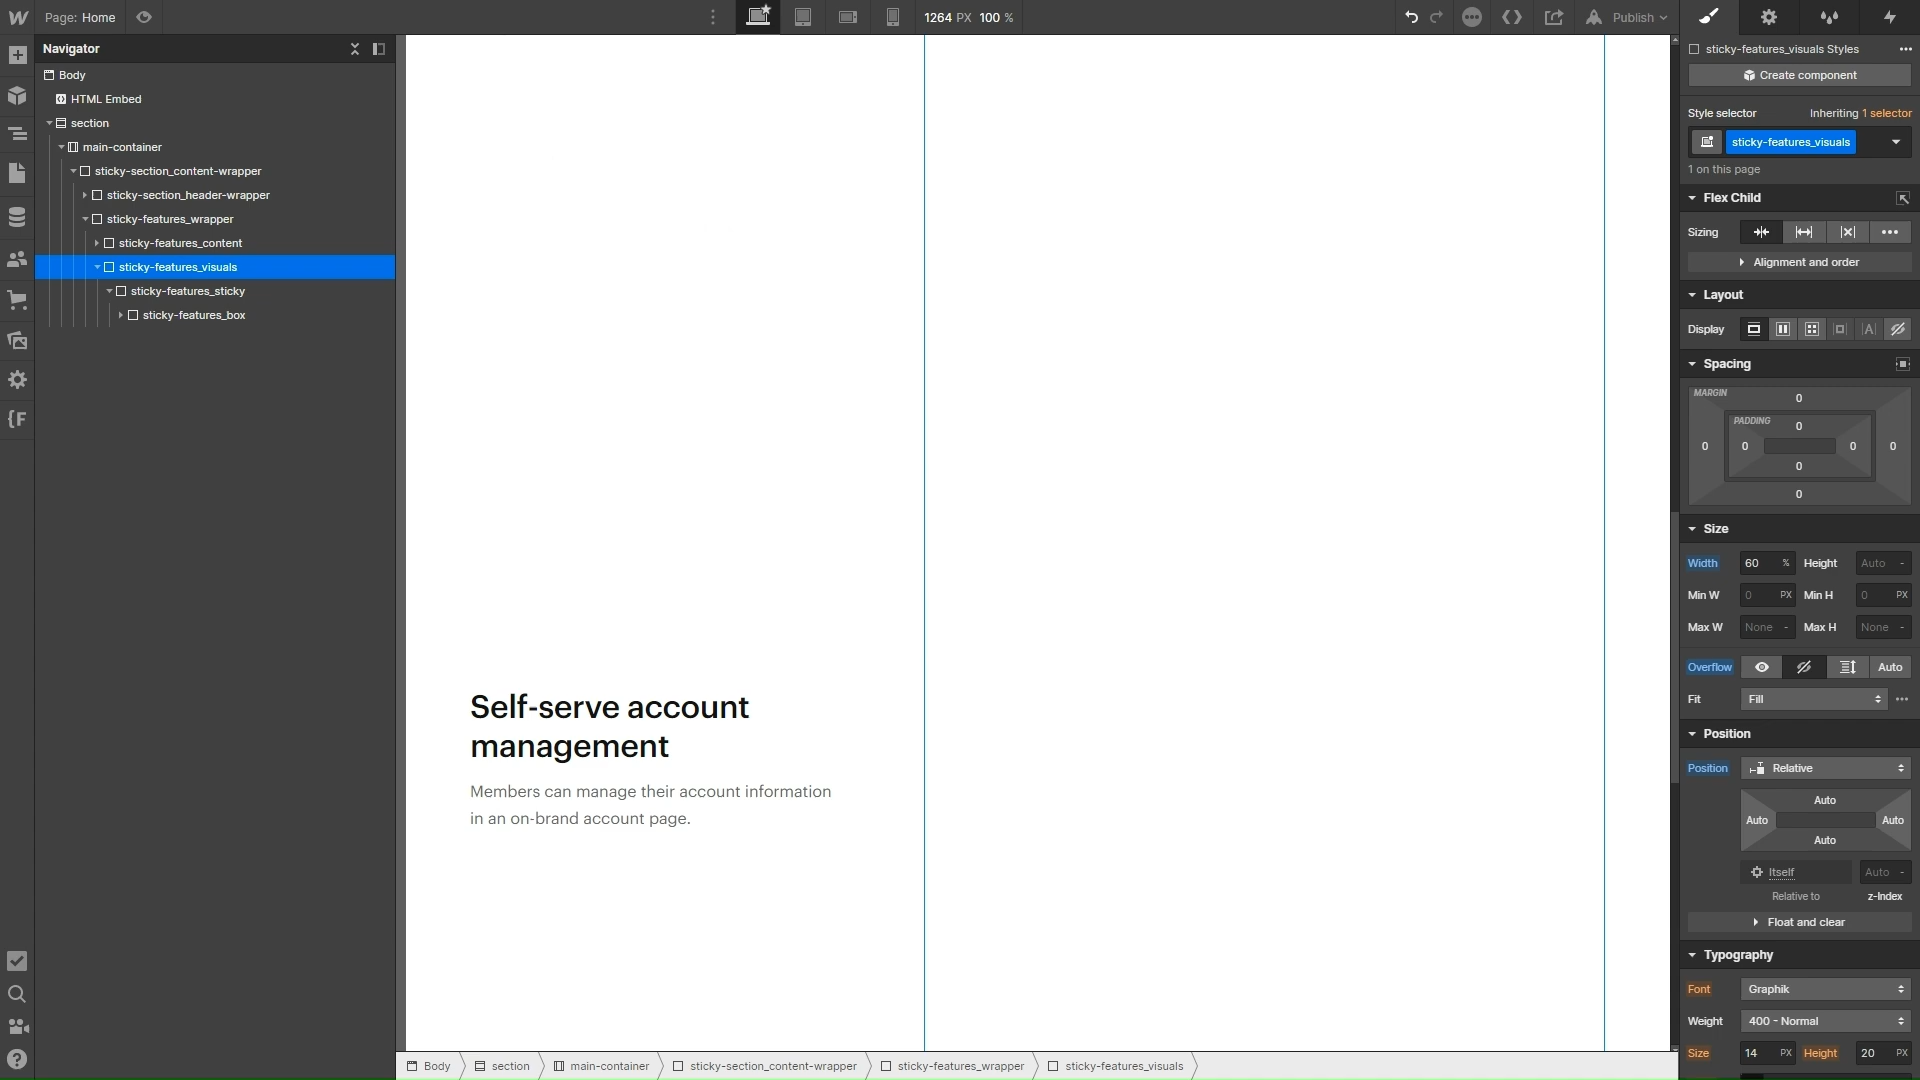 Page: Home
1264 PX 100 %
Publish
Navigator
Body
HTML Embed
section
main-container
sticky-section_content-wrapper
sticky-section_header-wrapper
sticky-features_wrapper
sticky-features_content
sticky-features_visuals
sticky-features_sticky
sticky-features_box
Self-serve account
management
Members can manage their account information
in an on-brand account page.
Body section main-container sticky-section_content-wrapper sticky-features_wrapper sticky-features_visuals
sticky-features_visuals Styles
Create component
Style selector Inheriting 1 selector
sticky-features_visuals
1 on this page
Flex Child
Sizing
Alignment and order
Layout
Display
Spacing
MARGIN
0
PADDING
0
0 0 0 0
0
0
Size
Width 60 % Height Auto -
Min W 0 PX Min H 0 PX
Max W None - Max H None -
Overflow Auto
Fit Fill
Position
Position Relative
Auto
Auto Auto
Auto
Itself Auto -
Relative to z-Index
Float and clear
Typography
Font Graphik
Weight 400 - Normal
Size 14 PX Height 20 PX